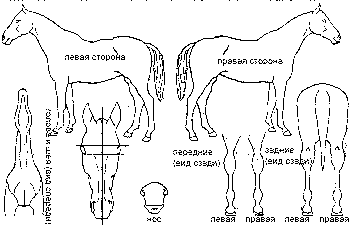 левая сторона
правая сторона
передние
(вид сзади)
задние
(вид сзади)
голова и шея (вид спереди)
нос
левая правая левая правая